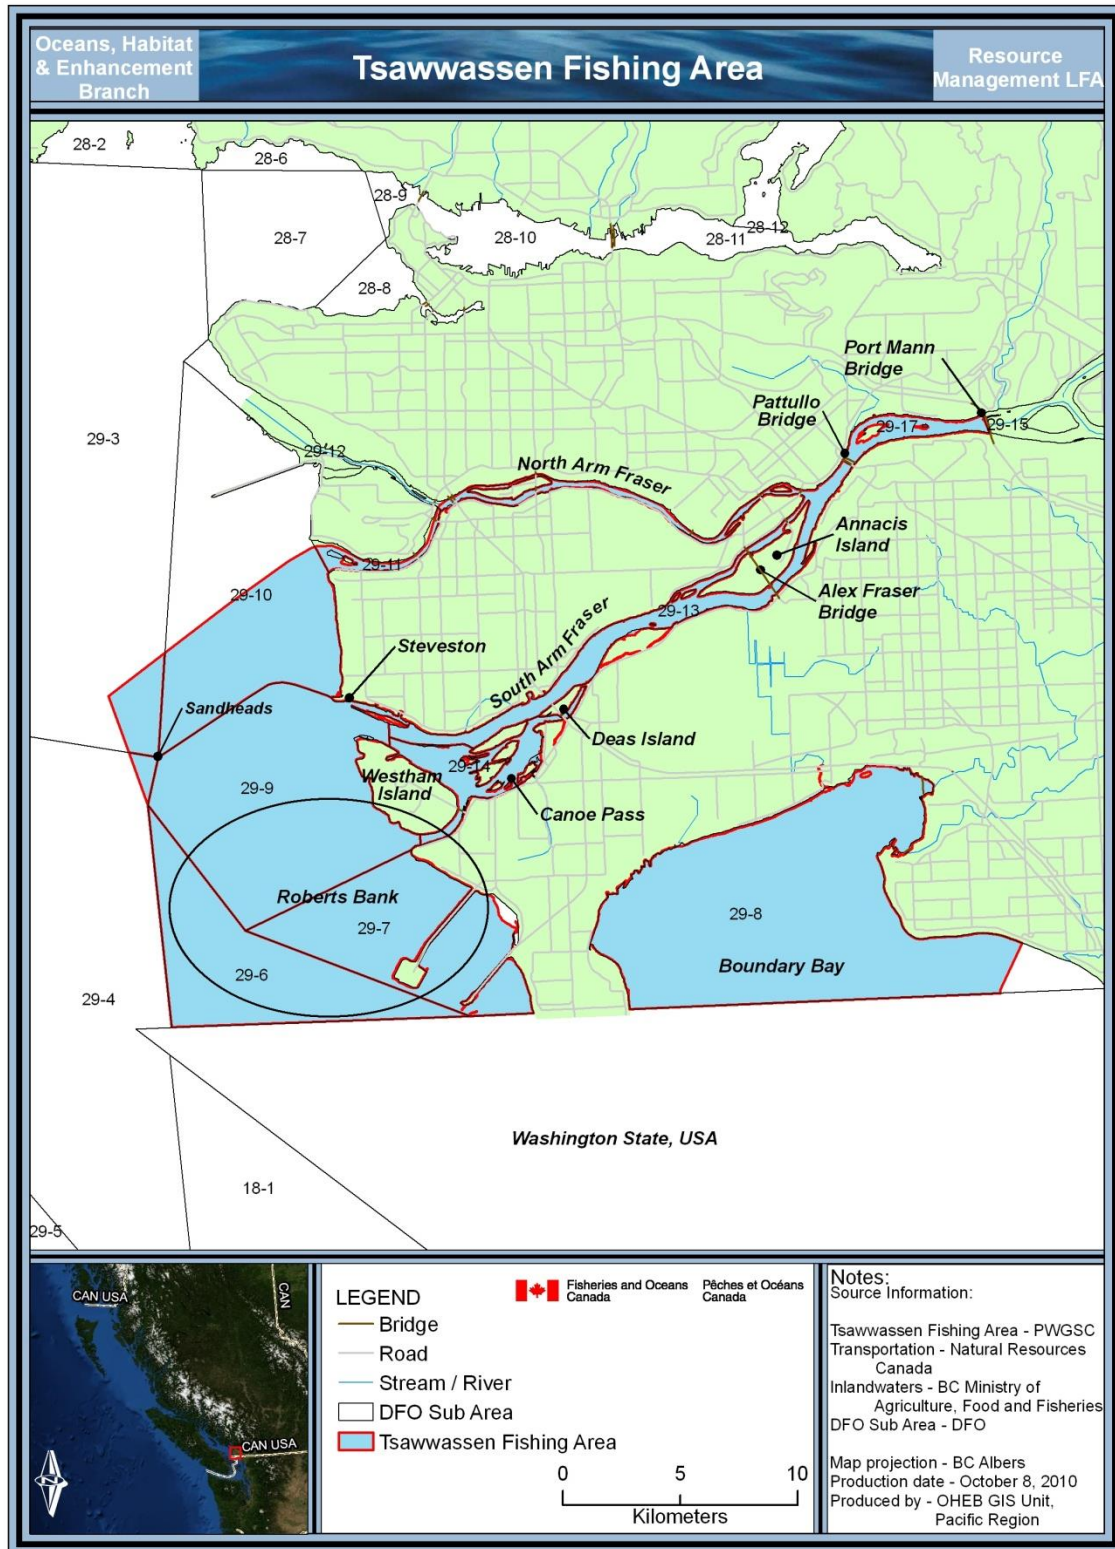 Oceans, Habitat
& Enhancement
Branch
Tsawwassen Fishing Area
Resource
Management LFA
28-2
28-6
28-9
28-7
28-10
28-11
28-12
28-8
Port Mann
Bridge
Pattullo
Bridge
29-17
29-15
29-3
29-12
North Arm Fraser
Annacis
Island
29-11
29-10
Alex Fraser
Bridge
29-13
South Arm Fraser
Steveston
Sandheads
Deas Island
29-14
Westham
Island
29-9
Canoe Pass
Roberts Bank
29-7
29-8
29-6
Boundary Bay
29-4
Washington State, USA
18-1
29-5
CAN USA
CAN
CAN USA
LEGEND
Bridge
Road
Stream / River
DFO Sub Area
Tsawwassen Fishing Area
Fisheries and Oceans
Canada
Pêches et Océans
Canada
0 5 10
Kilometers
Notes:
Source Information:
Tsawwassen Fishing Area - PWGSC
Transportation - Natural Resources
Canada
Inlandwaters - BC Ministry of
Agriculture, Food and Fisheries
DFO Sub Area - DFO
Map projection - BC Albers
Production date - October 8, 2010
Produced by - OHEB GIS Unit,
Pacific Region